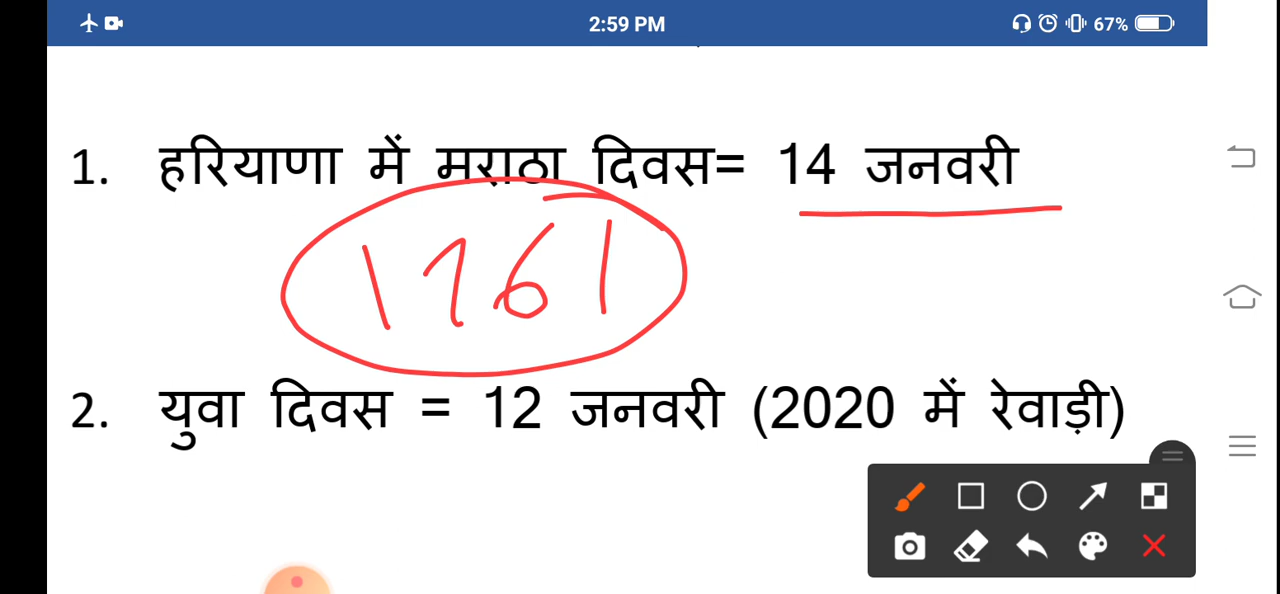 2:59 PM
67%
1. हरियाणा में मराठा दिवस= 14 जनवरी
1761
2. युवा दिवस = 12 जनवरी (2020 में रेवाड़ी)